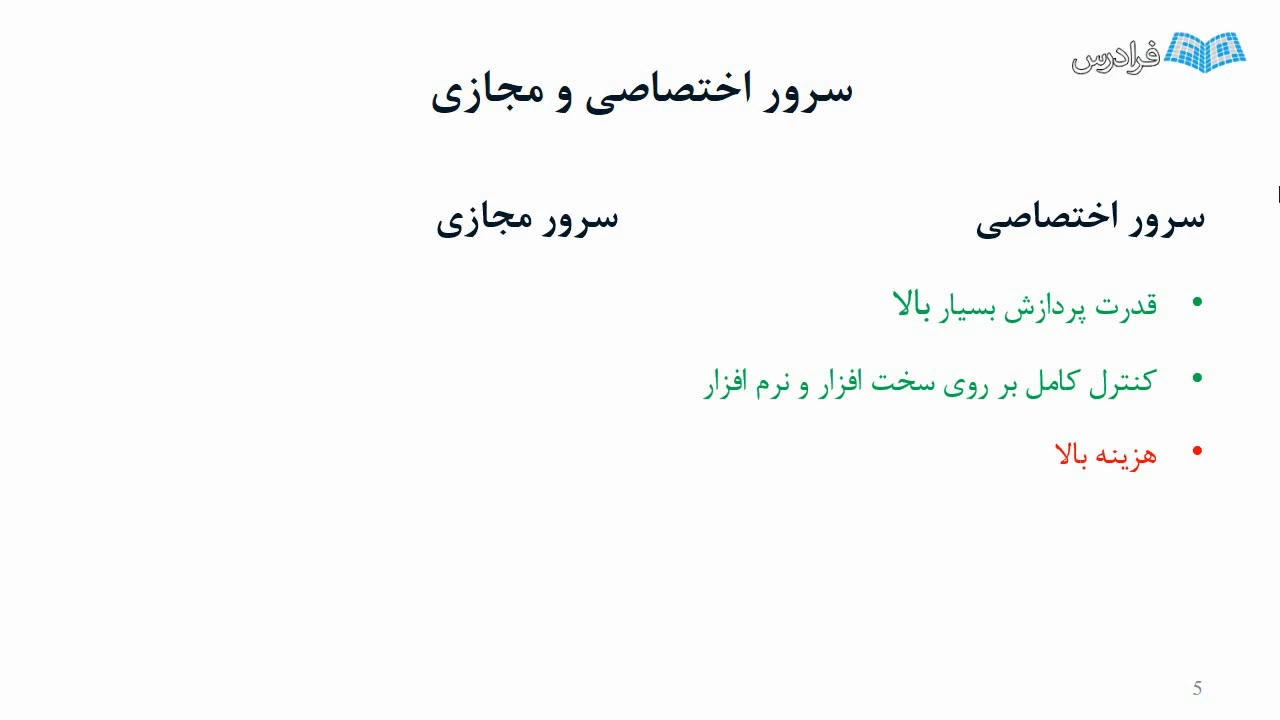 فرادرس
سرور اختصاصی و مجازی
سرور اختصاصی
سرور مجازی
• قدرت پردازش بسیار بالا
• کنترل کامل بر روی سخت افزار و نرم افزار
• هزینه بالا
5